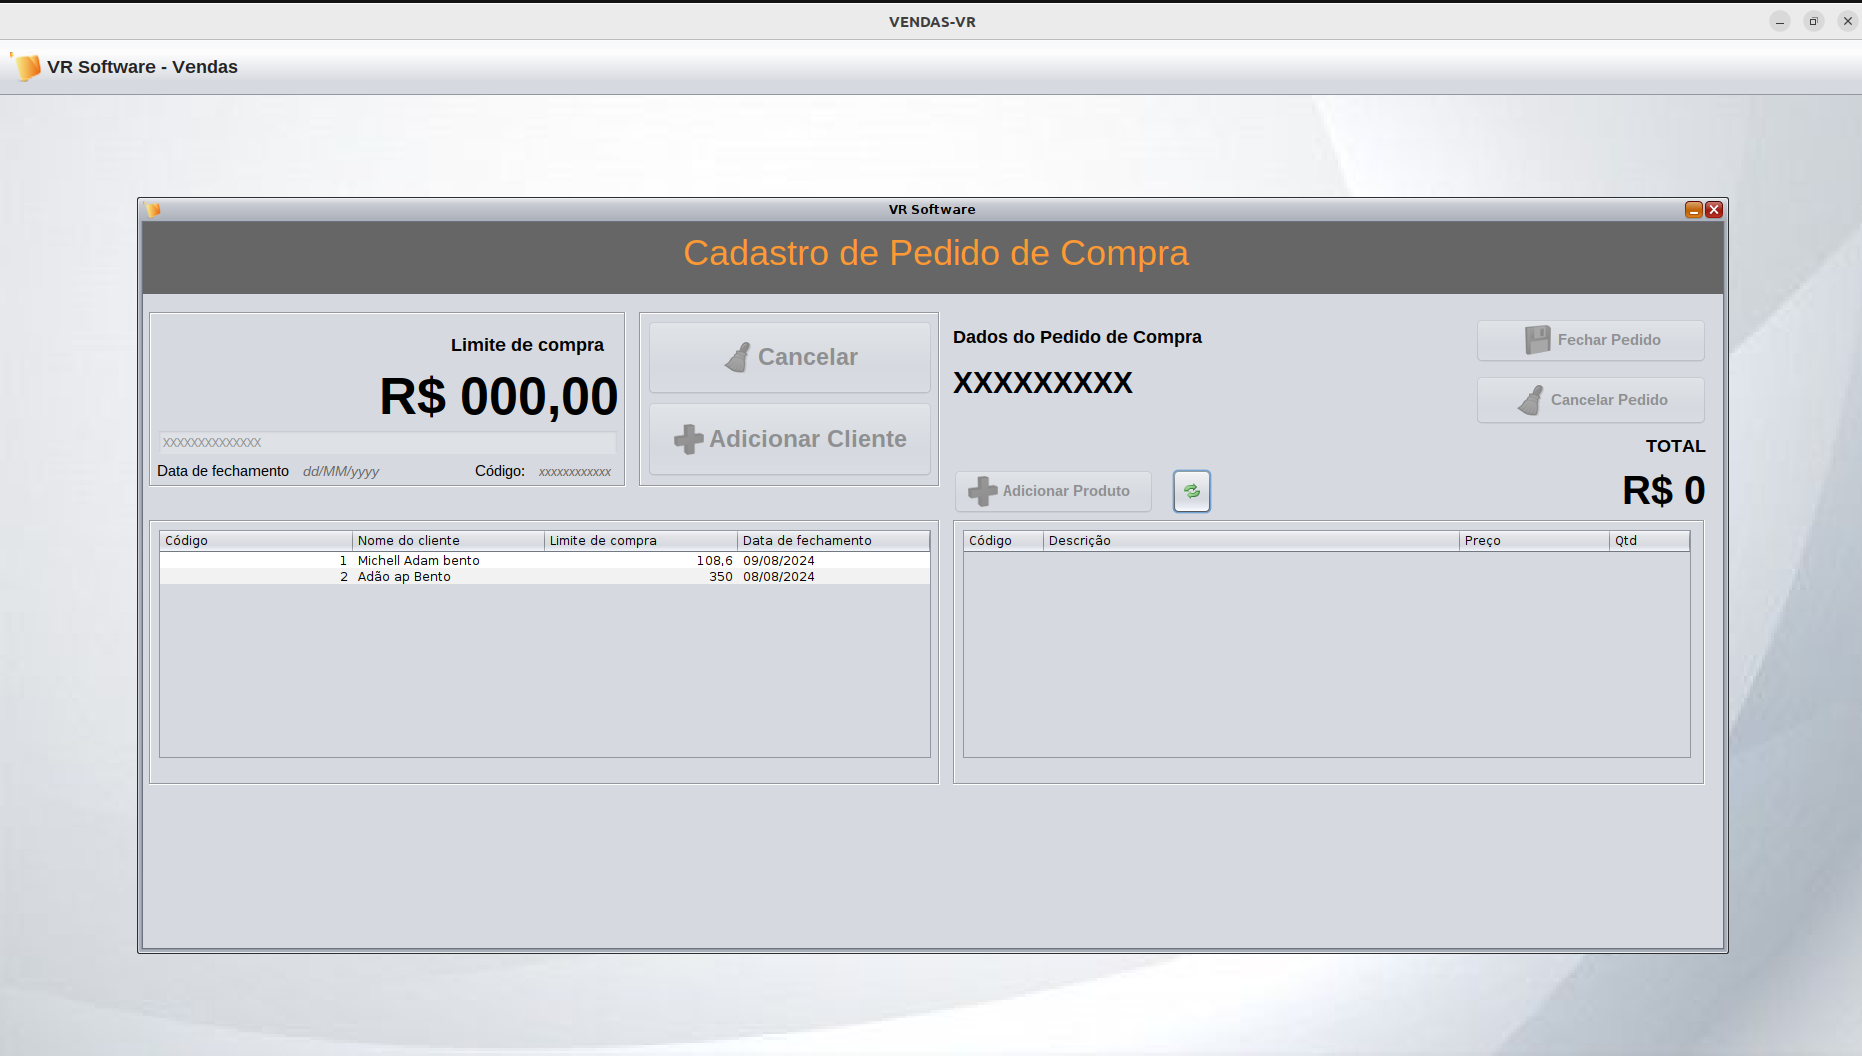 VENDAS-VR
VR Software - Vendas
VR Software
Cadastro de Pedido de Compra
Limite de compra
R$ 000,00
XXXXXXXXXXXXXX
Data de fechamento dd/MM/yyyy Código: xxxxxxxxxxxx
Cancelar
Adicionar Cliente
Dados do Pedido de Compra
XXXXXXXXX
Fechar Pedido
Cancelar Pedido
TOTAL
R$ 0
Adicionar Produto
Código Nome do cliente Limite de compra Data de fechamento
1 Michell Adam bento 108,6 09/08/2024
2 Adão ap Bento 350 08/08/2024
Código Descrição Preço Qtd